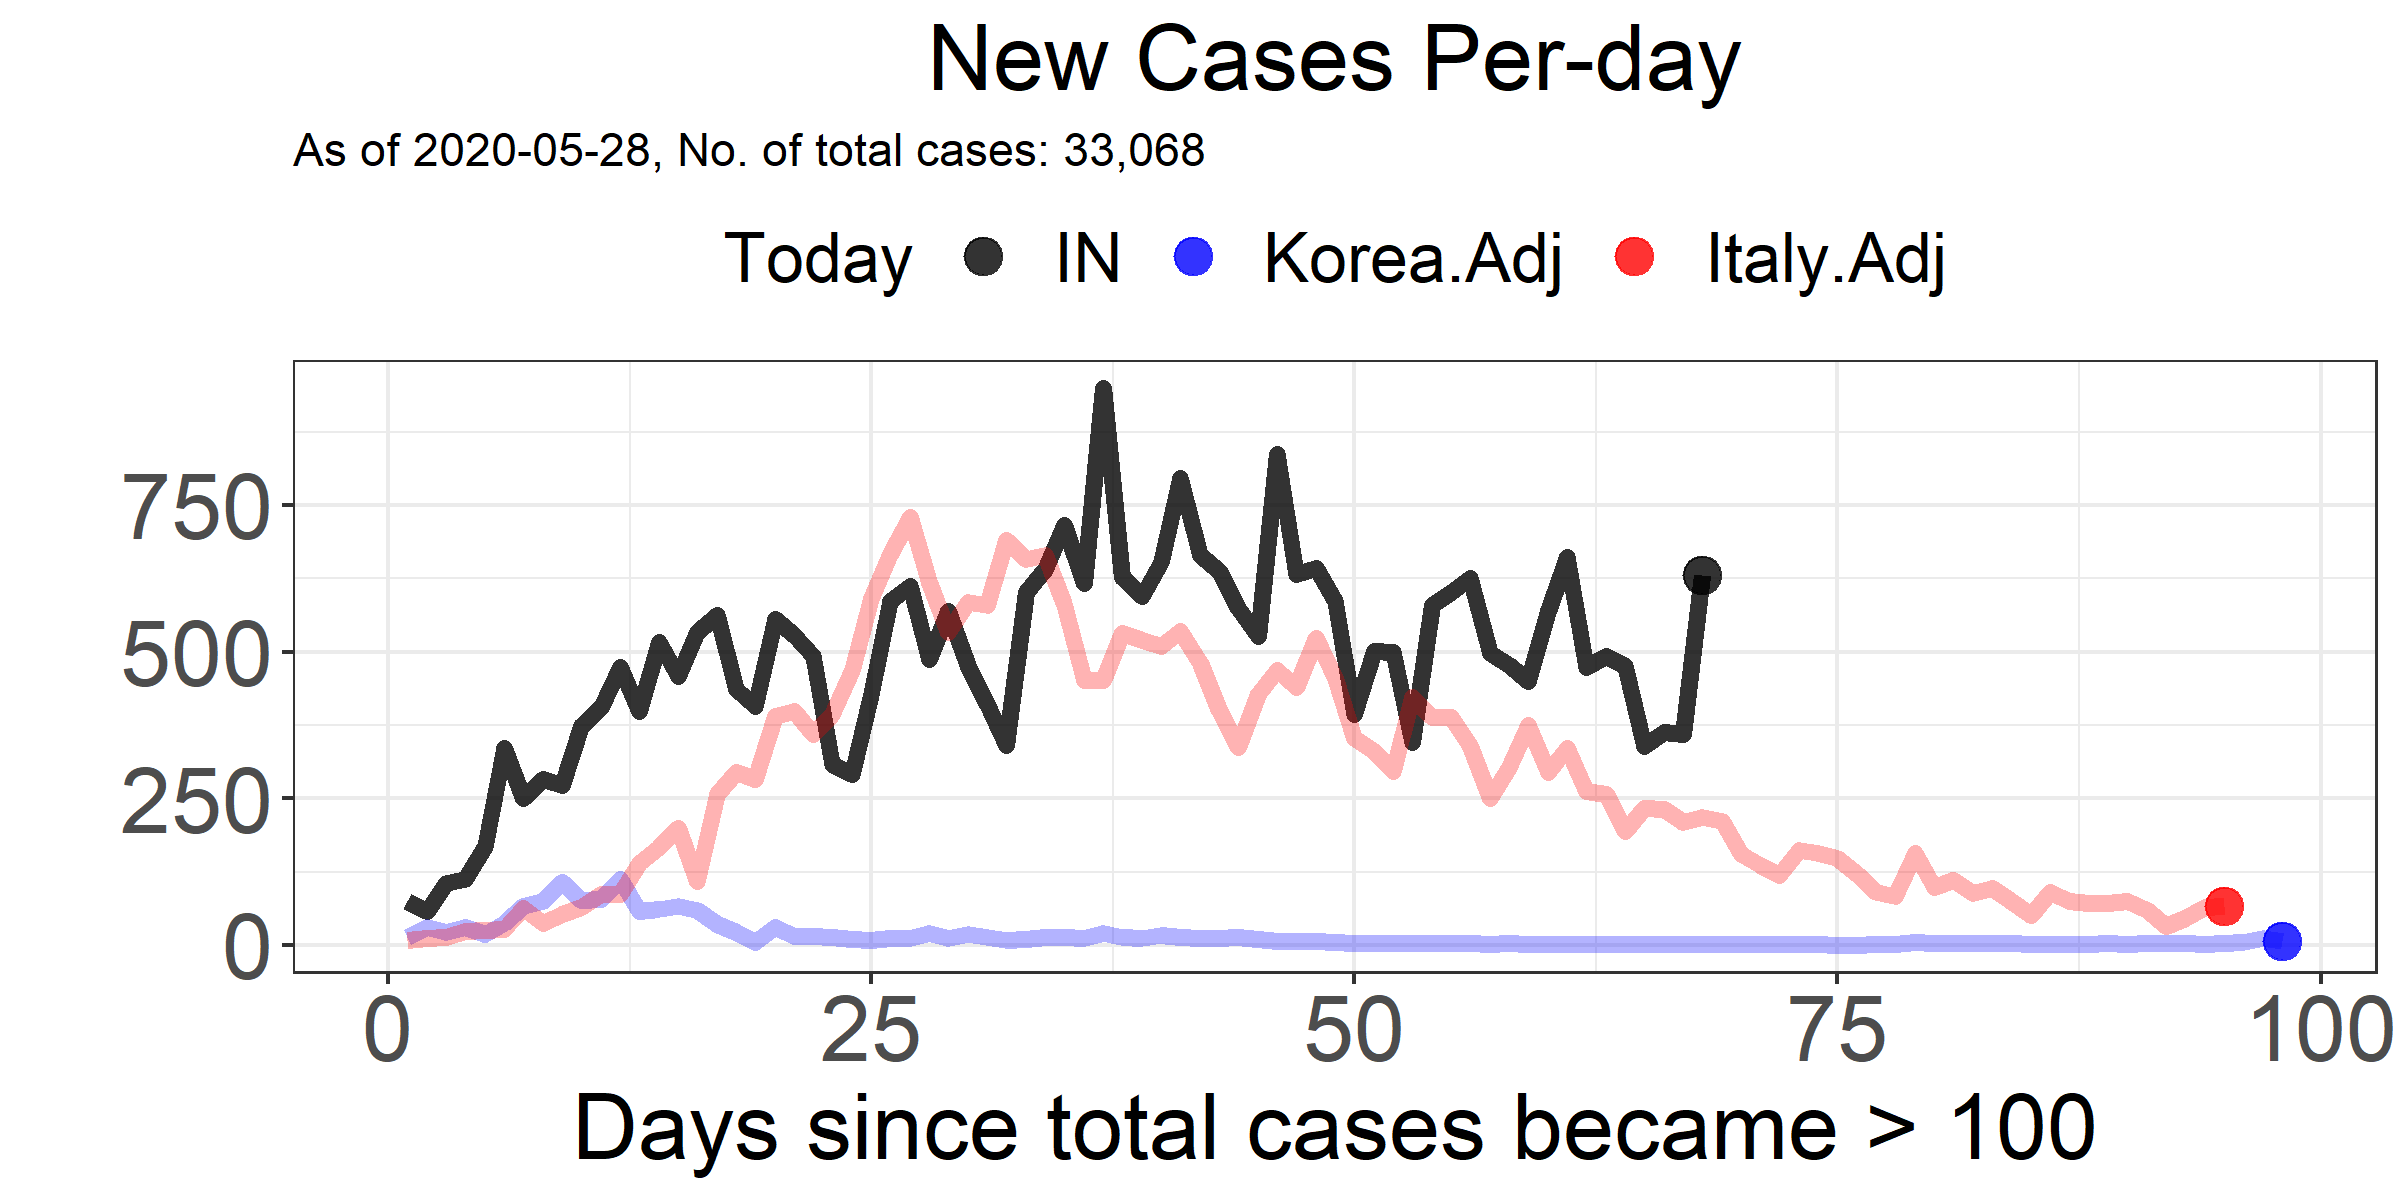 New Cases Per-day
As of 2020-05-28, No. of total cases: 33,068
Today IN Korea.Adj Italy.Adj
750
500
250
0
0 25 50 75 100
Days since total cases became > 100